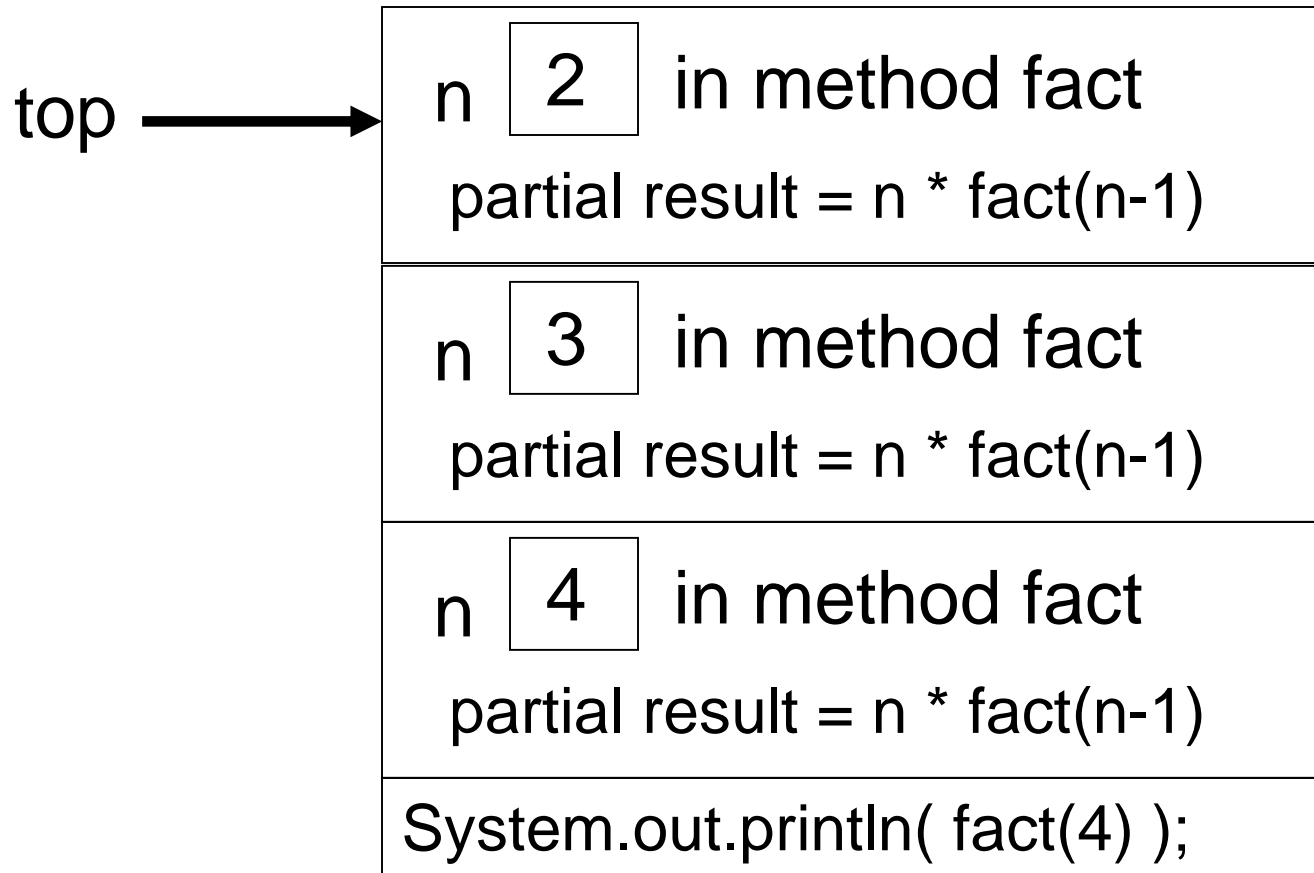 top
n 2 in method fact
partial result = n * fact(n-1)
n 3 in method fact
partial result = n * fact(n-1)
n 4 in method fact
partial result = n * fact(n-1)
System.out.println( fact(4) );